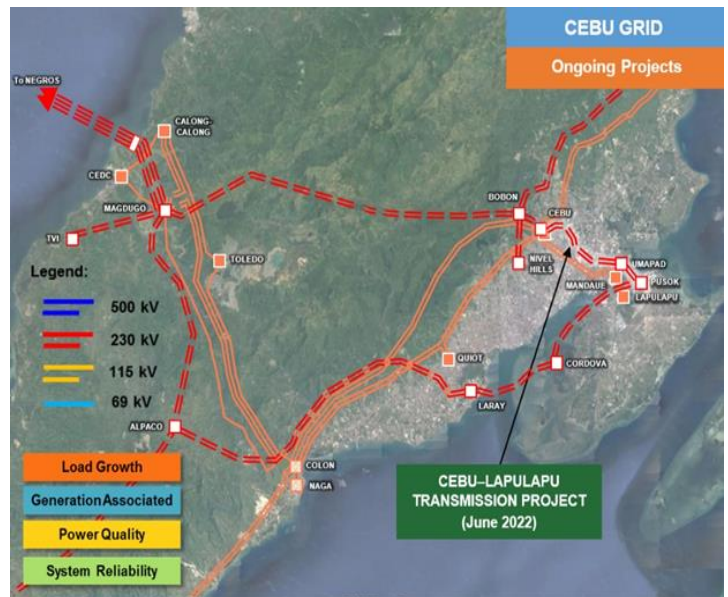 CEBU GRID
Ongoing Projects
To NEGROS
CALONG-
CALONG
CEDC
MAGDUGO
TVI
TOLEDO
BOBON
CEBU
NIVEL
HILLS
UMAPAD
PUSOK
MANDAUE
LAPULAPU
Legend:
500 kV
230 kV
115 kV
69 kV
QUIOT
CORDOVA
LARAY
ALPACO
COLON
NAGA
CEBU–LAPULAPU
TRANSMISSION PROJECT
(June 2022)
Load Growth
Generation Associated
Power Quality
System Reliability